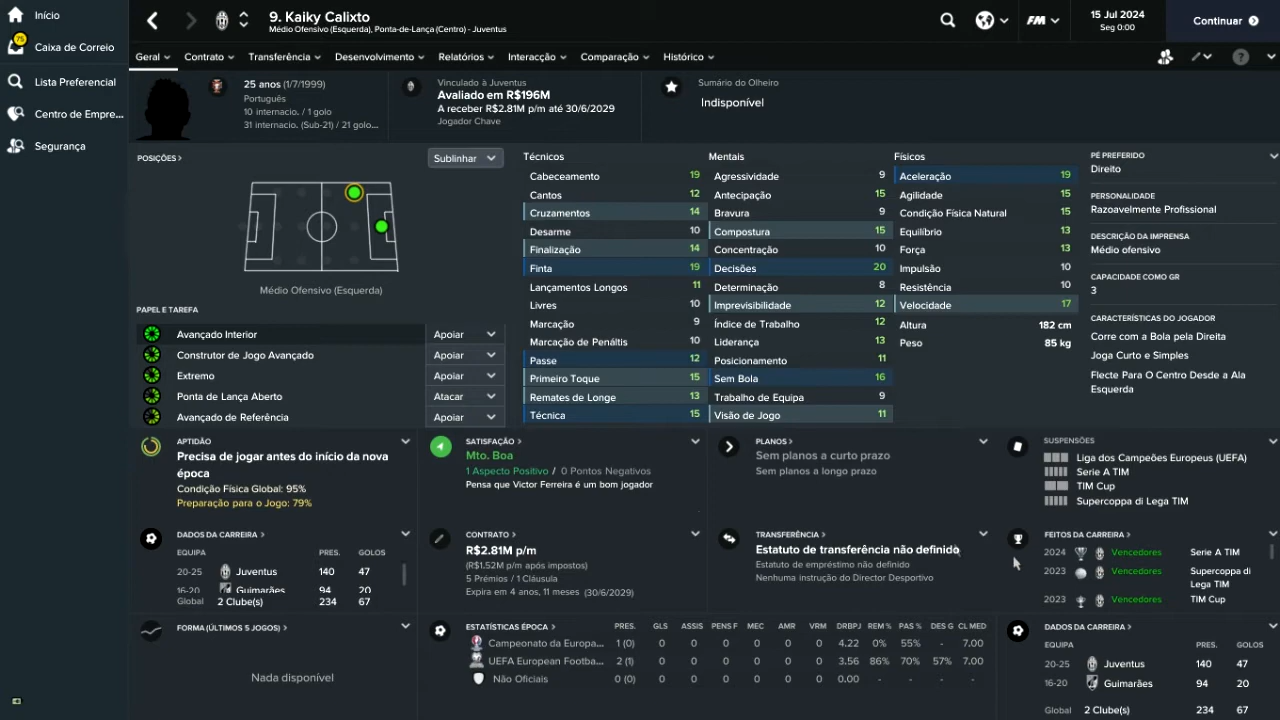 Início
75
Caixa de Correio
Lista Preferencial
Centro de Empre...
Segurança
9. Kaiky Calixto
Médio Ofensivo (Esquerda), Ponta-de-Lança (Centro) - Juventus
FM
15 Jul 2024
Seg 0:00
Continuar
Geral
Contrato
Transferência
Desenvolvimento
Relatórios
Interacção
Comparação
Histórico
?
25 anos (1/7/1999)
Português
10 internacio. / 1 golo
31 internacio. (Sub-21) / 21 golo...
Vinculado à Juventus
Avaliado em R$196M
A receber R$2.81M p/m até 30/6/2029
Jogador Chave
Sumário do Olheiro
Indisponível
POSIÇÕES >
Sublinhar
Médio Ofensivo (Esquerda)
PAPEL E TAREFA
Avançado Interior Apoiar
Construtor de Jogo Avançado Apoiar
Extremo Apoiar
Ponta de Lança Aberto Atacar
Avançado de Referência Apoiar
Técnicos
Cabeceamento 19
Cantos 12
Cruzamentos 14
Desarme 10
Finalização 14
Finta 19
Lançamentos Longos 11
Livres 10
Marcação 9
Marcação de Penáltis 10
Passe 12
Primeiro Toque 15
Remates de Longe 13
Técnica 15
Mentais
Agressividade 9
Antecipação 15
Bravura 9
Compostura 15
Concentração 10
Decisões 20
Determinação 8
Imprevisibilidade 12
Índice de Trabalho 12
Liderança 13
Posicionamento 11
Sem Bola 16
Trabalho de Equipa 9
Visão de Jogo 11
Físicos
Aceleração 19
Agilidade 15
Condição Física Natural 15
Equilíbrio 13
Força 13
Impulsão 10
Resistência 10
Velocidade 17
Altura 182 cm
Peso 85 kg
PÉ PREFERIDO
Direito
PERSONALIDADE
Razoavelmente Profissional
DESCRIÇÃO DA IMPRENSA
Médio ofensivo
CAPACIDADE COMO GR
3
CARACTERÍSTICAS DO JOGADOR
Corre com a Bola pela Direita
Joga Curto e Simples
Flecte Para O Centro Desde a Ala
Esquerda
APTIDÃO
Precisa de jogar antes do início da nova
época
Condição Física Global: 95%
Preparação para o Jogo: 79%
SATISFAÇÃO >
Mto. Boa
1 Aspecto Positivo / 0 Pontos Negativos
Pensa que Victor Ferreira é um bom jogador
PLANOS >
Sem planos a curto prazo
Sem planos a longo prazo
SUSPENSÕES
Liga dos Campeões Europeus (UEFA)
Serie A TIM
TIM Cup
Supercoppa di Lega TIM
DADOS DA CARREIRA >
EQUIPA PRES. GOLOS
20-25 Juventus 140 47
16-20 Guimarães 94 20
Global 2 Clube(s) 234 67
CONTRATO >
R$2.81M p/m
(R$1,52M p/m após impostos)
5 Prémios / 1 Cláusula
Expira em 4 anos, 11 meses (30/6/2029)
TRANSFERÊNCIA >
Estatuto de transferência não definido
Estatuto de empréstimo não definido
Nenhuma instrução do Director Desportivo
FEITOS DA CARREIRA >
2024 Vencedores Serie A TIM
2023 Vencedores Supercoppa di
Lega TIM
2023 Vencedores TIM Cup
FORMA (ÚLTIMOS 5 JOGOS) >
Nada disponível
ESTATÍSTICAS ÉPOCA > PRES. GLS ASSIS PENS F MEC AMR VRM DRBPJ REM % PAS % DES G CL MED
Campeonato da Europa... 1 (0) 0 0 0 0 0 0 4.22 0% 55% - 7.00
UEFA European Footba... 2 (1) 0 0 0 0 0 0 3.56 86% 70% 57% 7.00
Não Oficiais 0 (0) 0 0 0 0 0 0 0.00 - - - -
DADOS DA CARREIRA >
EQUIPA PRES. GOLOS
20-25 Juventus 140 47
16-20 Guimarães 94 20
Global 2 Clube(s) 234 67